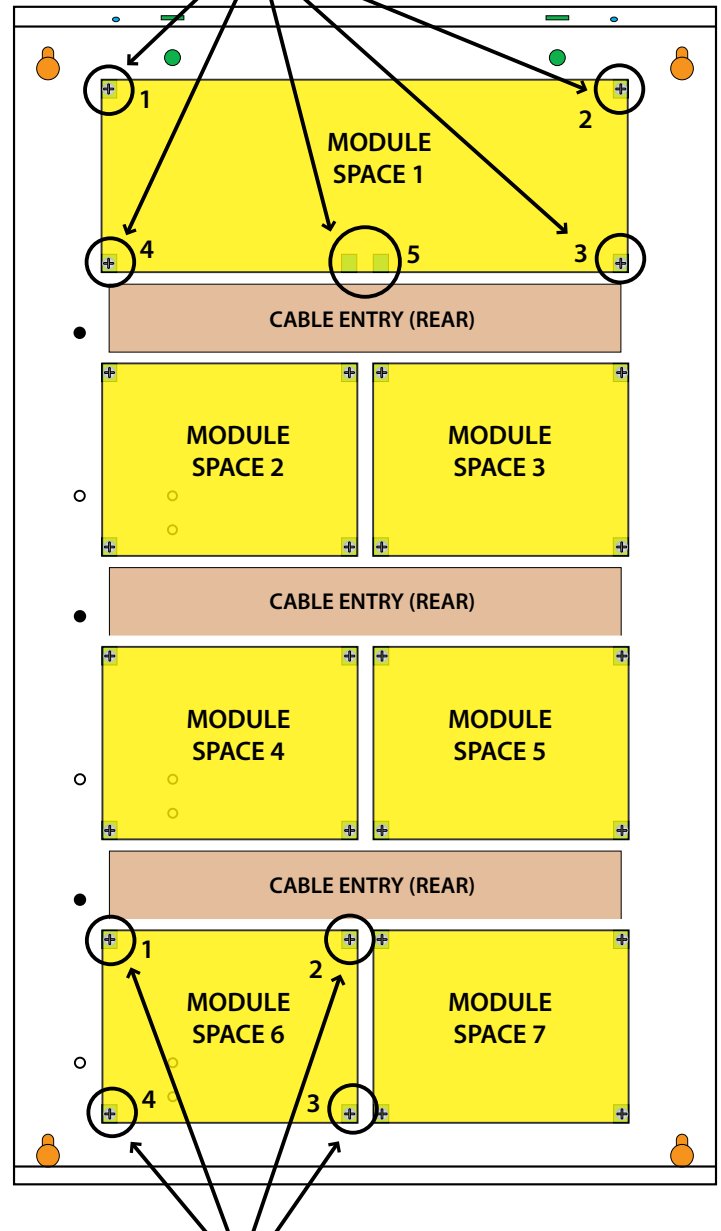 1
2
MODULE
SPACE 1
4
5
3
CABLE ENTRY (REAR)
MODULE
SPACE 2
MODULE
SPACE 3
CABLE ENTRY (REAR)
MODULE
SPACE 4
MODULE
SPACE 5
CABLE ENTRY (REAR)
1
2
MODULE
SPACE 6
MODULE
SPACE 7
4
3